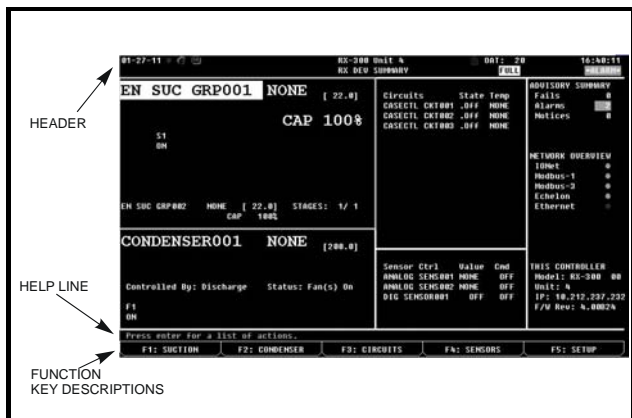 01-27-11
RX-300 Unit 4
OAT: 20
16:40:11
RX DEV SUMMARY
FULL
*ALARM*
HEADER
EN SUC GRP001 NONE [ 22.0]
CAP 100%
S1
ON
EN SUC GRP002 NONE [ 22.0] STAGES: 1/ 1
CAP 100%
CONDENSER001 NONE [200.0]
Controlled By: Discharge Status: Fan(s) On
F1
ON
Circuits State Temp
CASECTL CKT001 .Off NONE
CASECTL CKT002 .Off NONE
CASECTL CKT003 .Off NONE
Sensor Ctrl Value Cmd
ANALOG SENS001 NONE OFF
ANALOG SENS002 NONE OFF
DIG SENSOR001 OFF OFF
ADVISORY SUMMARY
Fails 0
Alarms 2
Notices 0
NETWORK OVERVIEW
IONet
Modbus-1
Echelon
Ethernet
THIS CONTROLLER
Model: RX-300 00
Unit: 4
IP: 10.212.237.232
F/W Rev: 4.00B24
HELP LINE
Press enter for a list of actions.
F1: SUCTION F2: CONDENSER F3: CIRCUITS F4: SENSORS F5: SETUP
FUNCTION
KEY DESCRIPTIONS